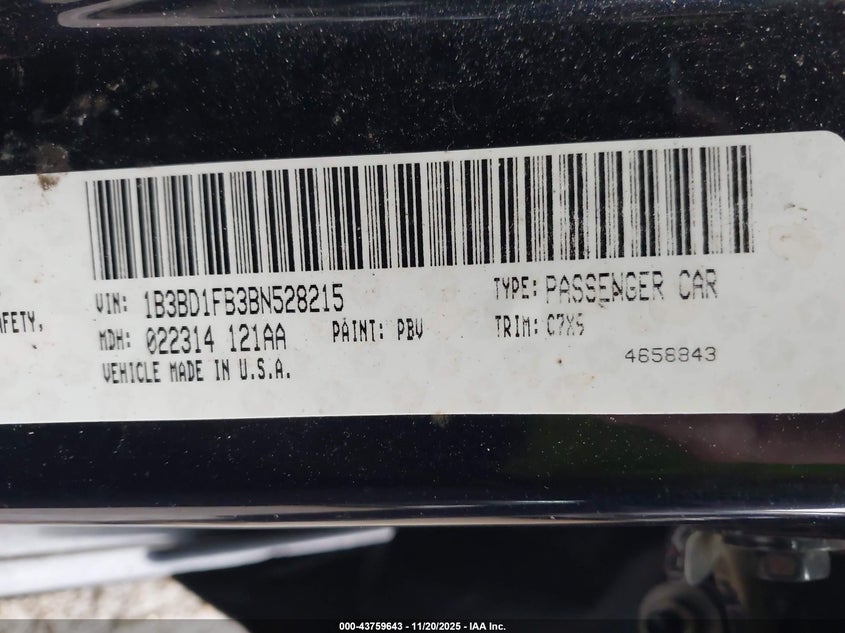 VIN: 1B3BD1FB3BN528215 TYPE: PASSENGER CAR
AFETY,
MDH: 022314 121AA PAINT: PBV TRIM: C7X5
VEHICLE MADE IN U.S.A. 4658843
000-43759643 - 11/20/2025 - IAA Inc.